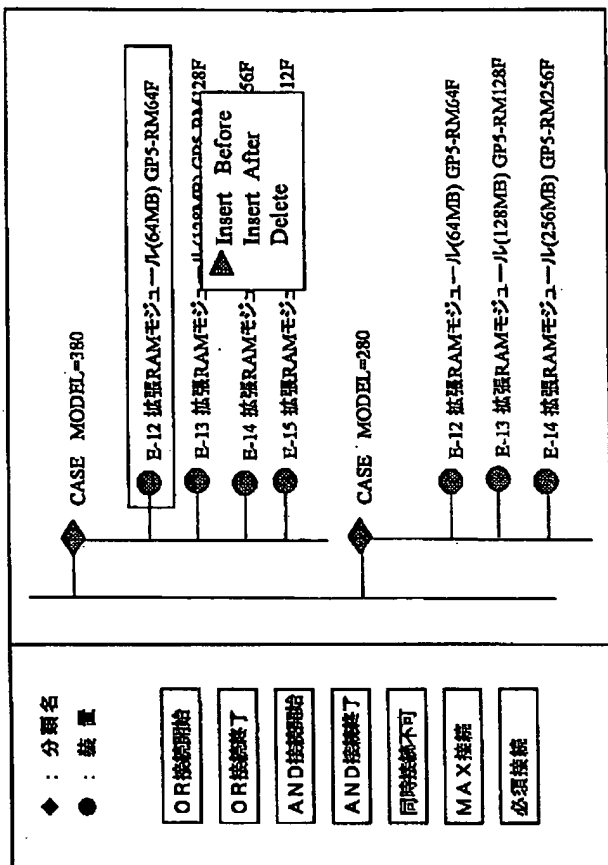 ◆：分類名
●：装置
OR接続開始
OR接続終了
AND接続開始
AND接続終了
同時接続不可
MAX接続
必須接続
CASE MODEL=380
E-12 拡張RAMモジュール(64MB) GP5-RM64F
E-13 拡張RAMモジュール(128MB) GP5-RM128F
E-14 拡張RAMモジュ 56F
E-15 拡張RAMモジュ 12F
Insert Before
Insert After
Delete
CASE MODEL=280
E-12 拡張RAMモジュール(64MB) GP5-RM64F
E-13 拡張RAMモジュール(128MB) GP5-RM128F
E-14 拡張RAMモジュール(256MB) GP5-RM256F